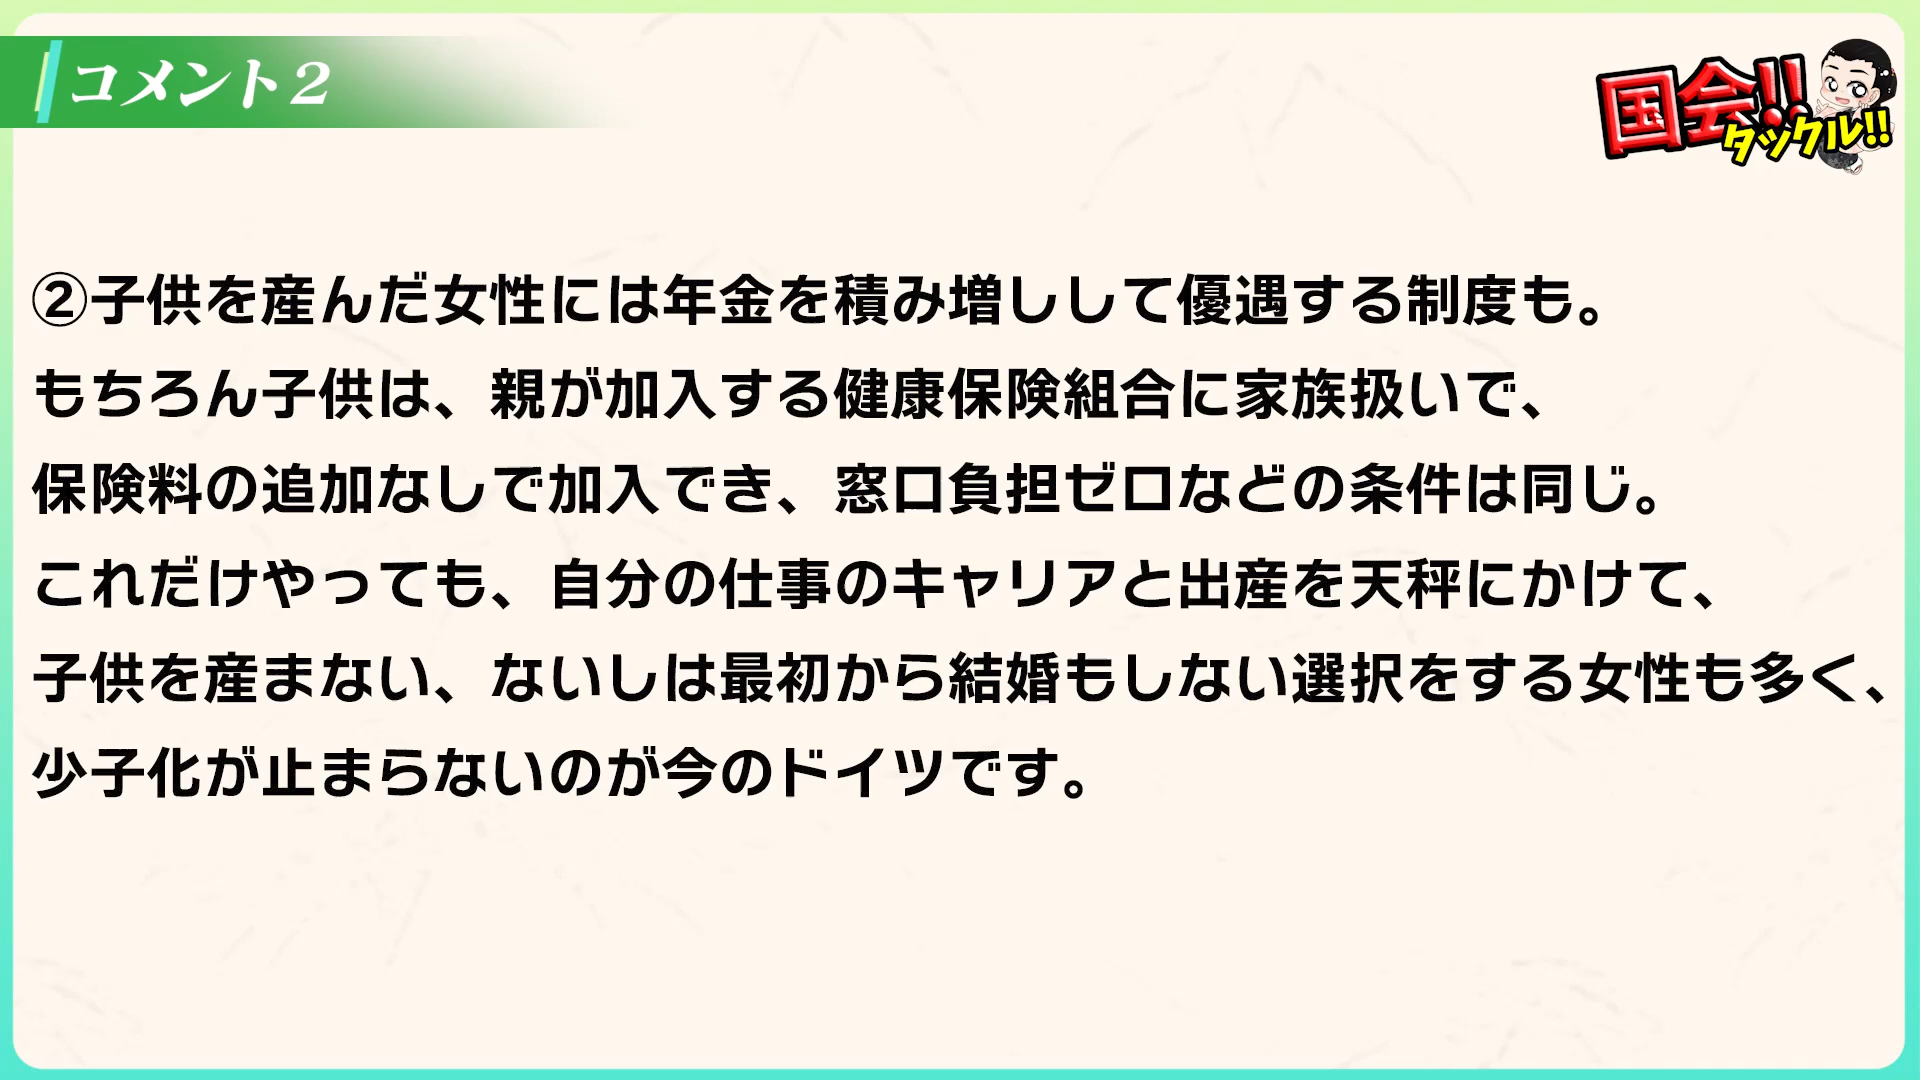 コメント２
国会!!
タックル!!
②子供を産んだ女性には年金を積み増しして優遇する制度も。
もちろん子供は、親が加入する健康保険組合に家族扱いで、
保険料の追加なしで加入でき、窓口負担ゼロなどの条件は同じ。
これだけやっても、自分の仕事のキャリアと出産を天秤にかけて、
子供を産まない、ないしは最初から結婚もしない選択をする女性も多く、
少子化が止まらないのが今のドイツです。